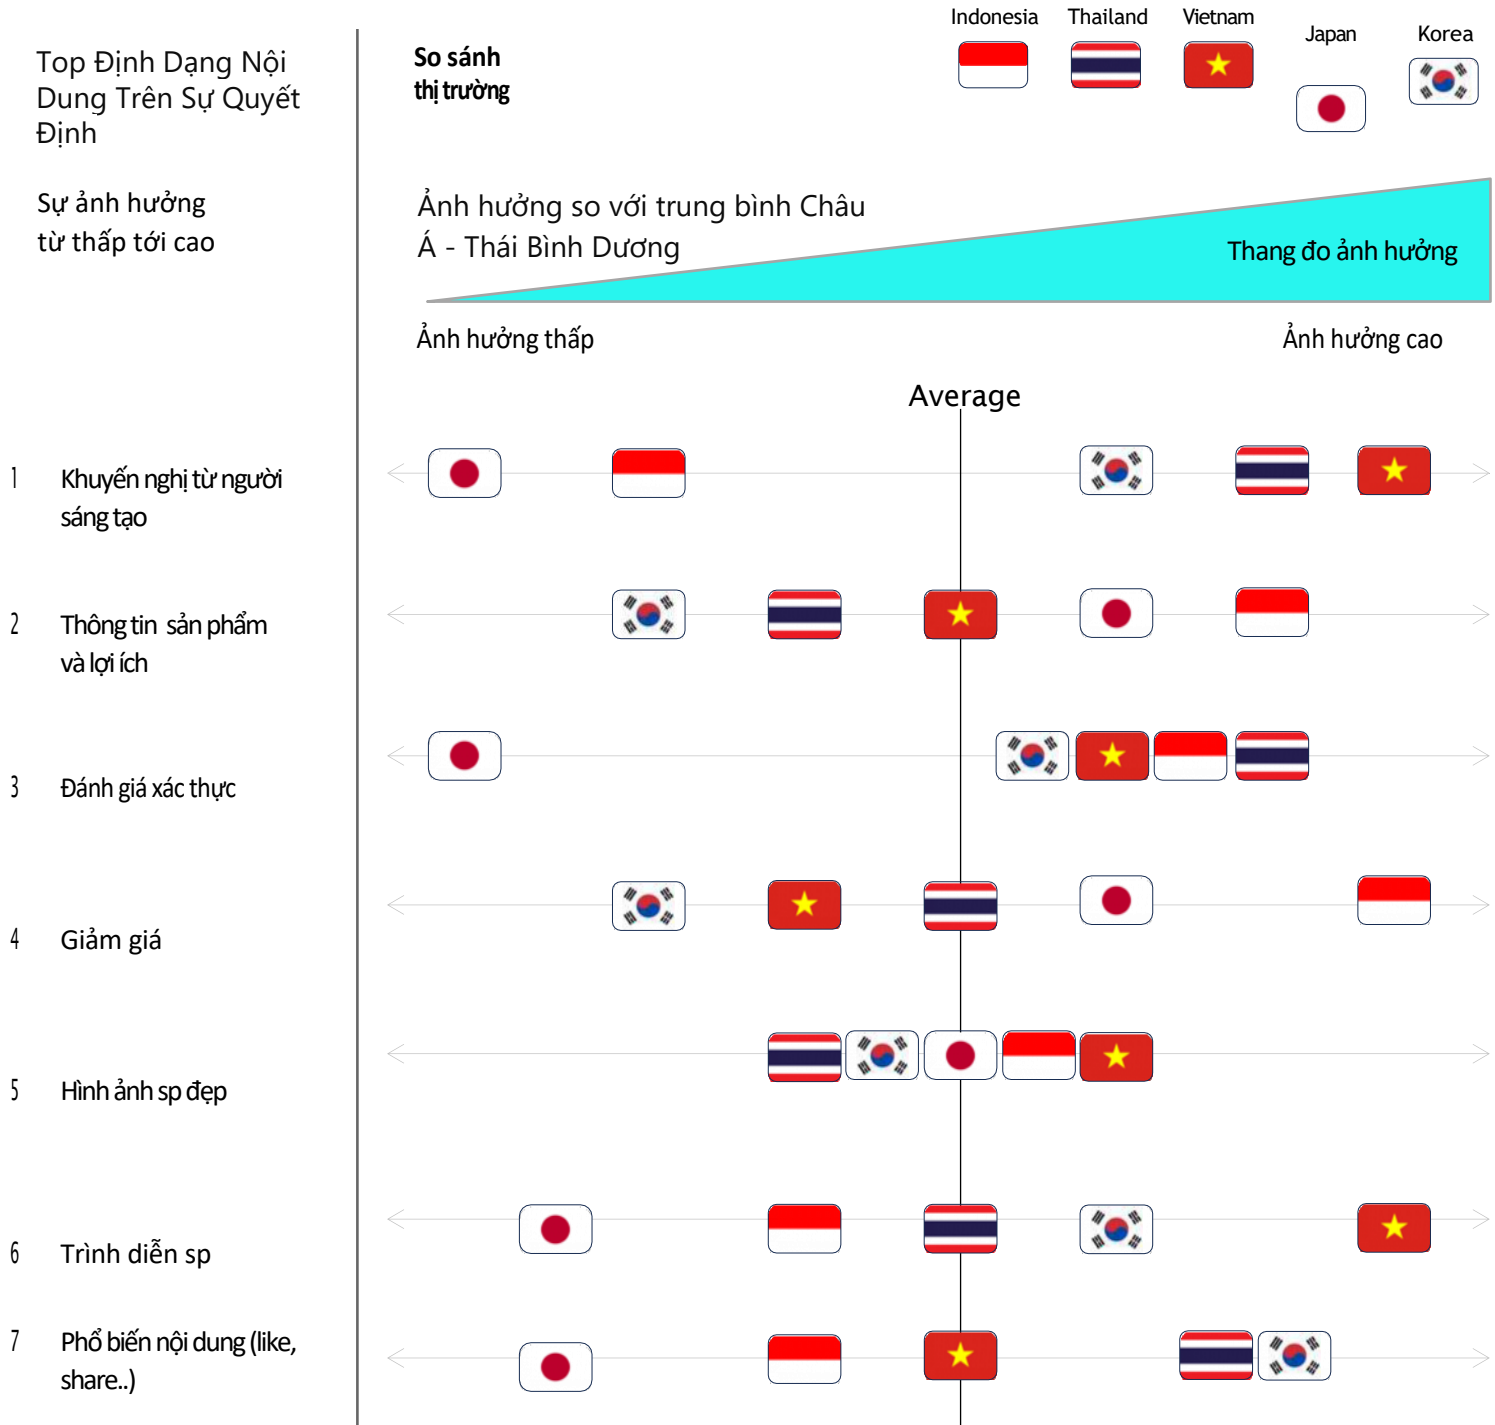 Top Định Dạng Nội
Dung Trên Sự Quyết
Định
Sự ảnh hưởng
từ thấp tới cao
So sánh
thị trường
Indonesia
Thailand
Vietnam
Japan
Korea
Ảnh hưởng so với trung bình Châu
Á - Thái Bình Dương
Thang đo ảnh hưởng
Ảnh hưởng thấp
Ảnh hưởng cao
Average
1 Khuyến nghị từ người
sáng tạo
2 Thông tin sản phẩm
và lợi ích
3 Đánh giá xác thực
4 Giảm giá
5 Hình ảnh sp đẹp
6 Trình diễn sp
7 Phổ biến nội dung (like,
share..)